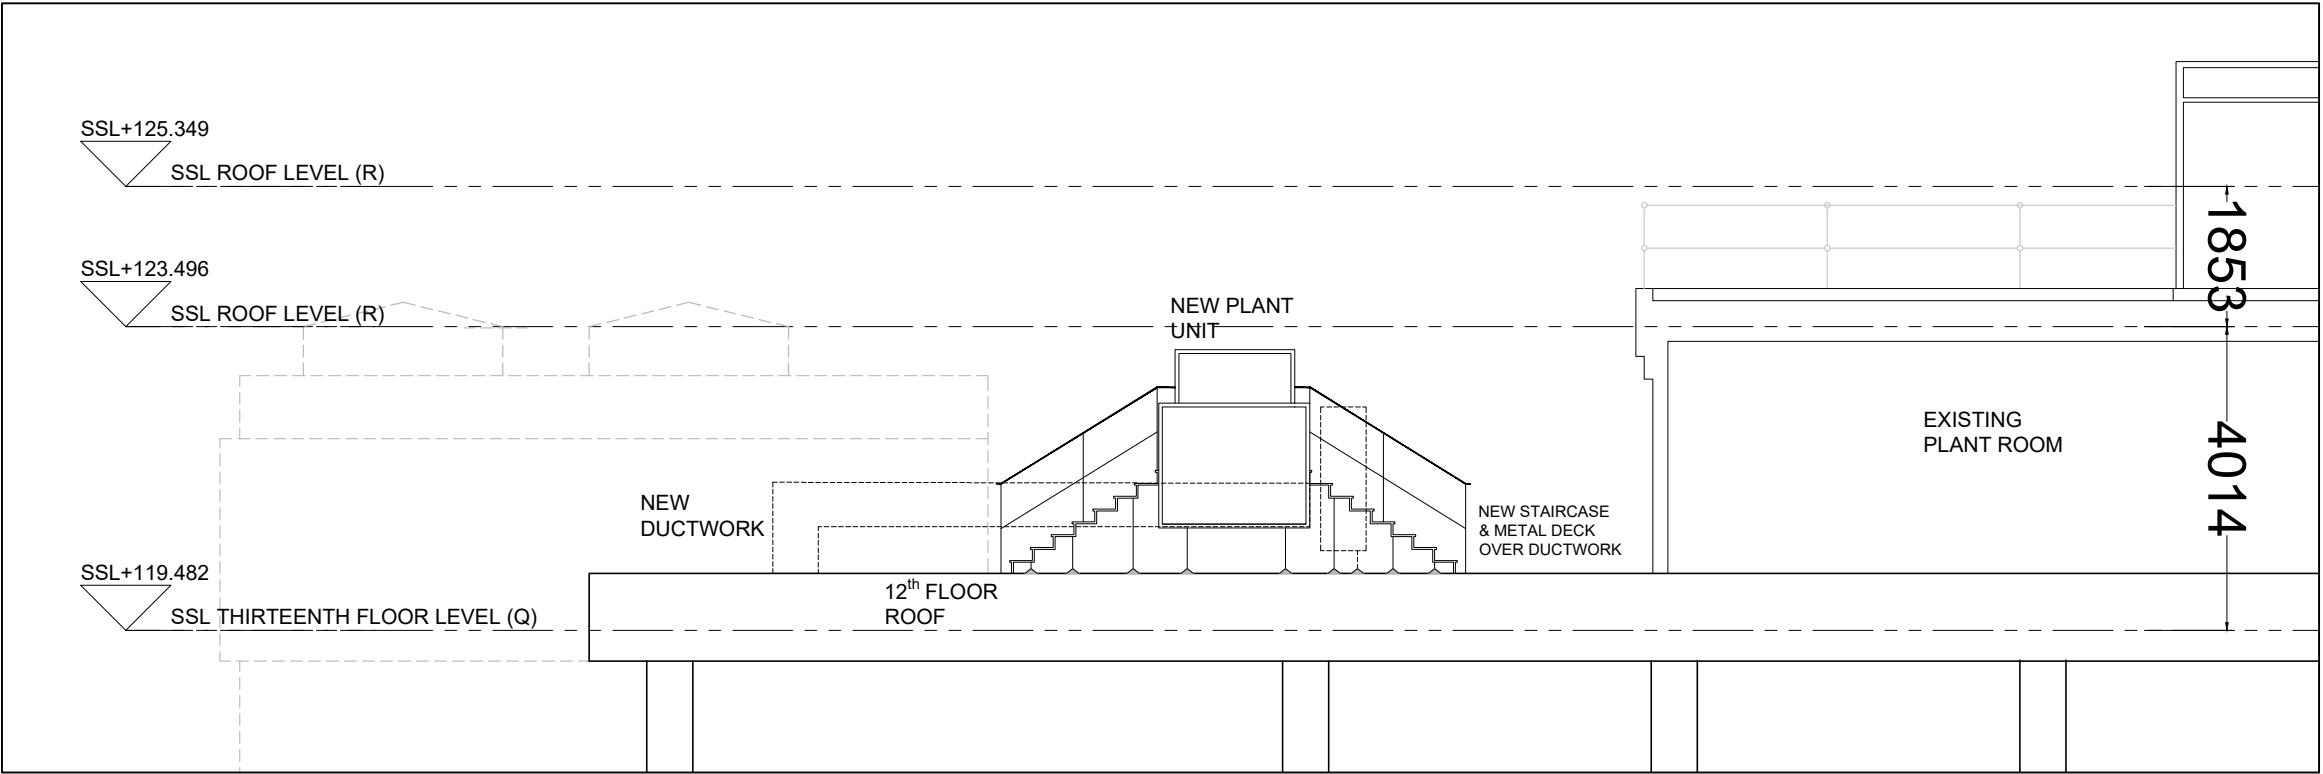 SSL+125.349
SSL ROOF LEVEL (R)
1853
SSL+123.496
SSL ROOF LEVEL (R)
NEW PLANT
UNIT
EXISTING
PLANT ROOM
4014
NEW
DUCTWORK
NEW STAIRCASE
& METAL DECK
OVER DUCTWORK
SSL+119.482
SSL THIRTEENTH FLOOR LEVEL (Q)
12th FLOOR
ROOF